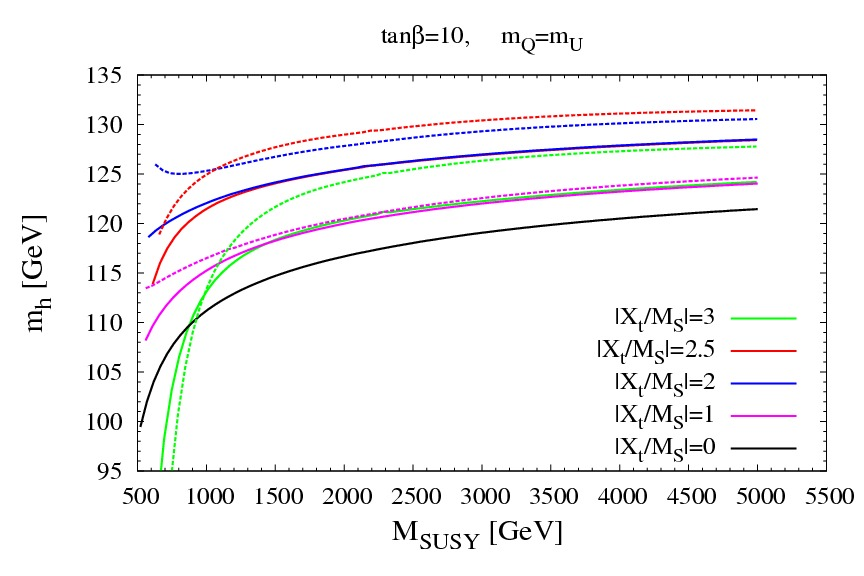 tanβ=10, m_Q=m_U
135
130
125
120
115
110
105
100
95
m_h [GeV]
|X_t/M_S|=3
|X_t/M_S|=2.5
|X_t/M_S|=2
|X_t/M_S|=1
|X_t/M_S|=0
500 1000 1500 2000 2500 3000 3500 4000 4500 5000 5500
M_SUSY [GeV]